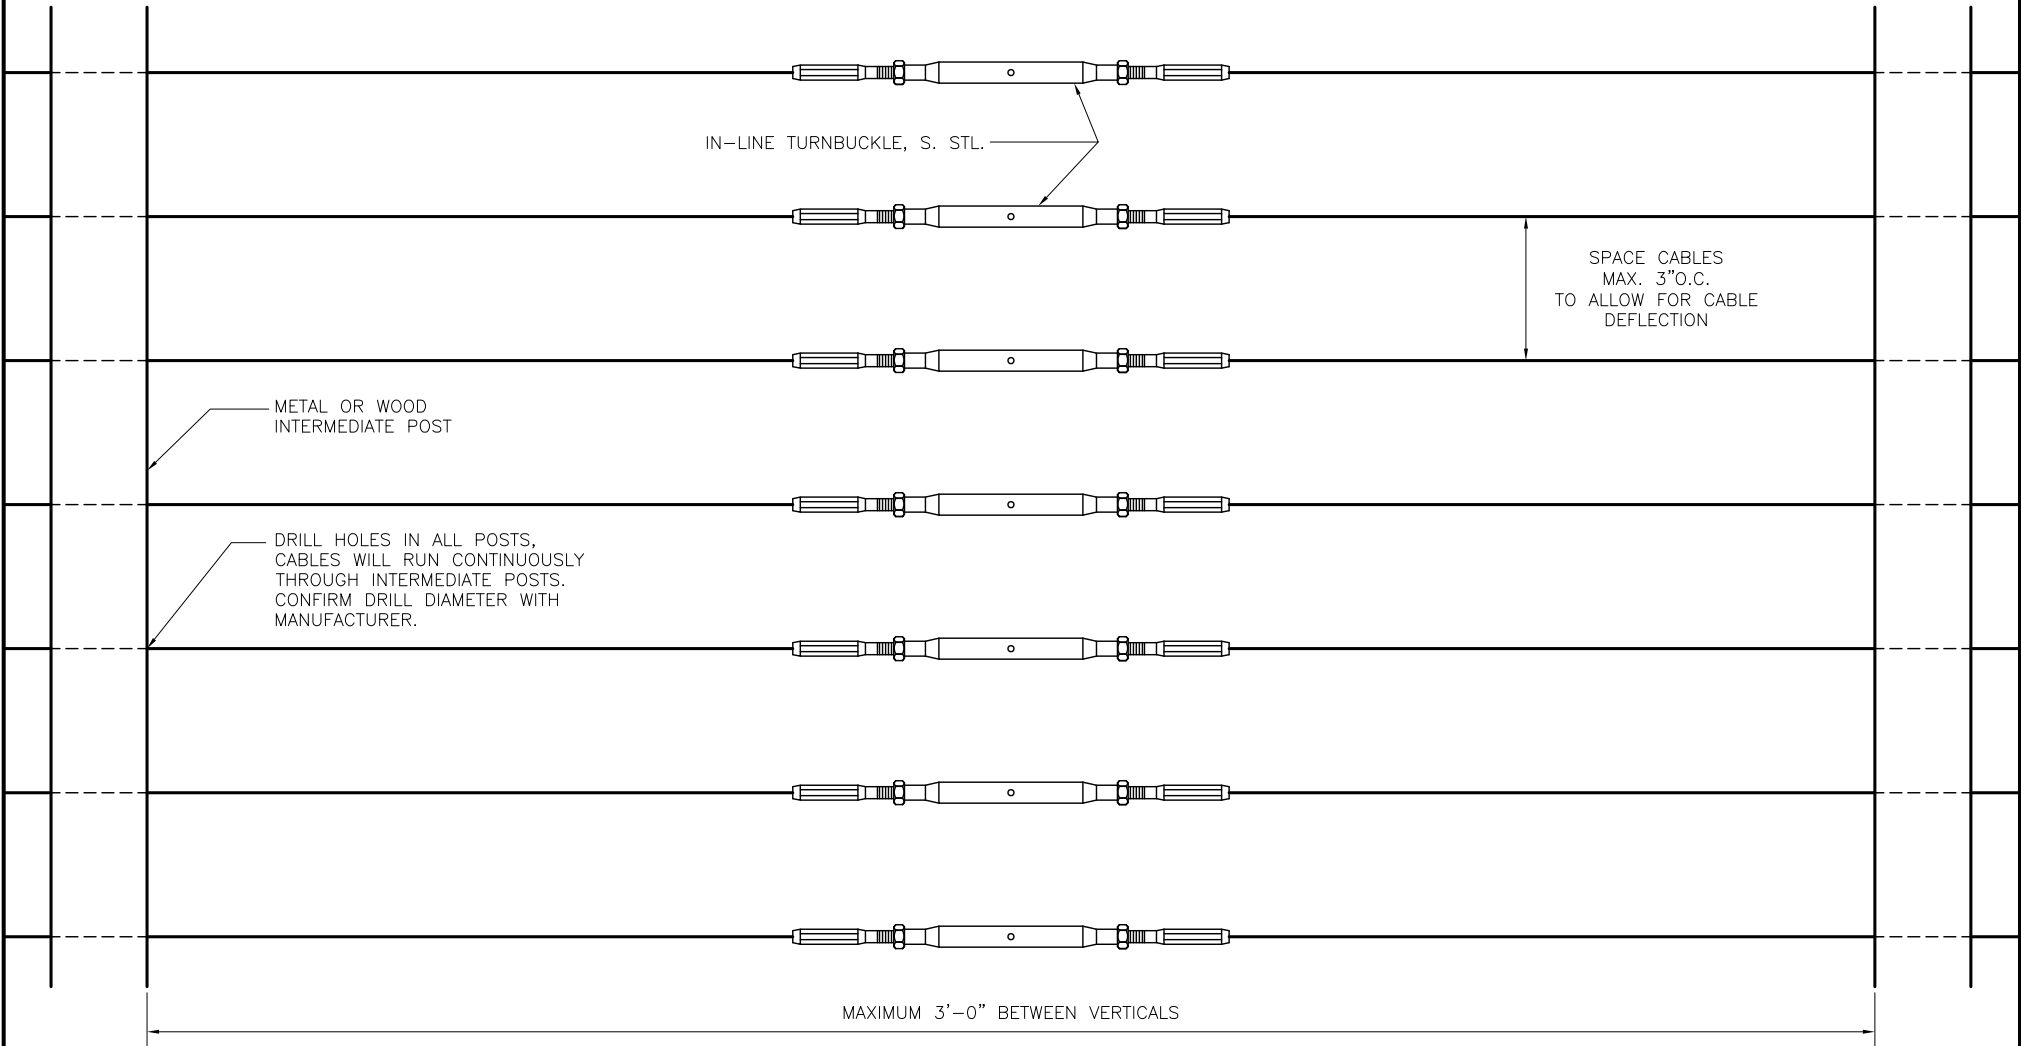 IN-LINE TURNBUCKLE, S. STL.
SPACE CABLES
MAX. 3"O.C.
TO ALLOW FOR CABLE
DEFLECTION
METAL OR WOOD
INTERMEDIATE POST
DRILL HOLES IN ALL POSTS,
CABLES WILL RUN CONTINUOUSLY
THROUGH INTERMEDIATE POSTS.
CONFIRM DRILL DIAMETER WITH
MANUFACTURER.
MAXIMUM 3'-0" BETWEEN VERTICALS